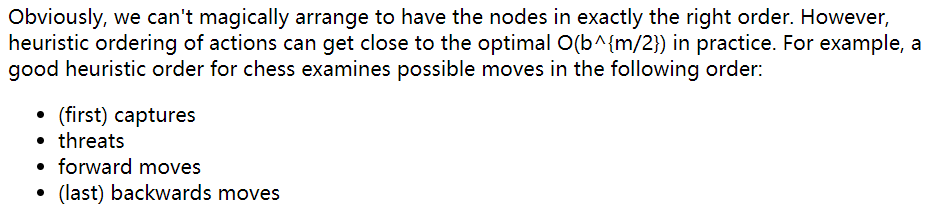 Obviously, we can't magically arrange to have the nodes in exactly the right order. However,
heuristic ordering of actions can get close to the optimal O(b^{m/2}) in practice. For example, a
good heuristic order for chess examines possible moves in the following order:
• (first) captures
• threats
• forward moves
• (last) backwards moves